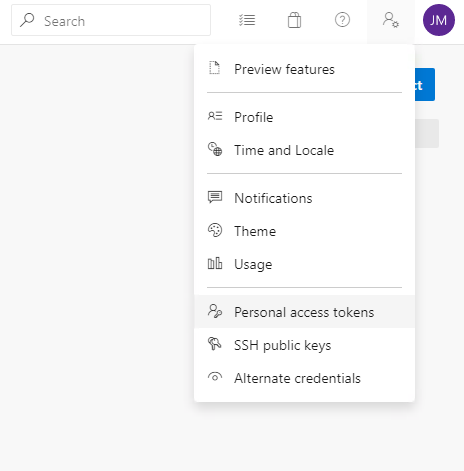 Search
JM
Preview features
ct
Profile
Time and Locale
Notifications
Theme
Usage
Personal access tokens
SSH public keys
Alternate credentials